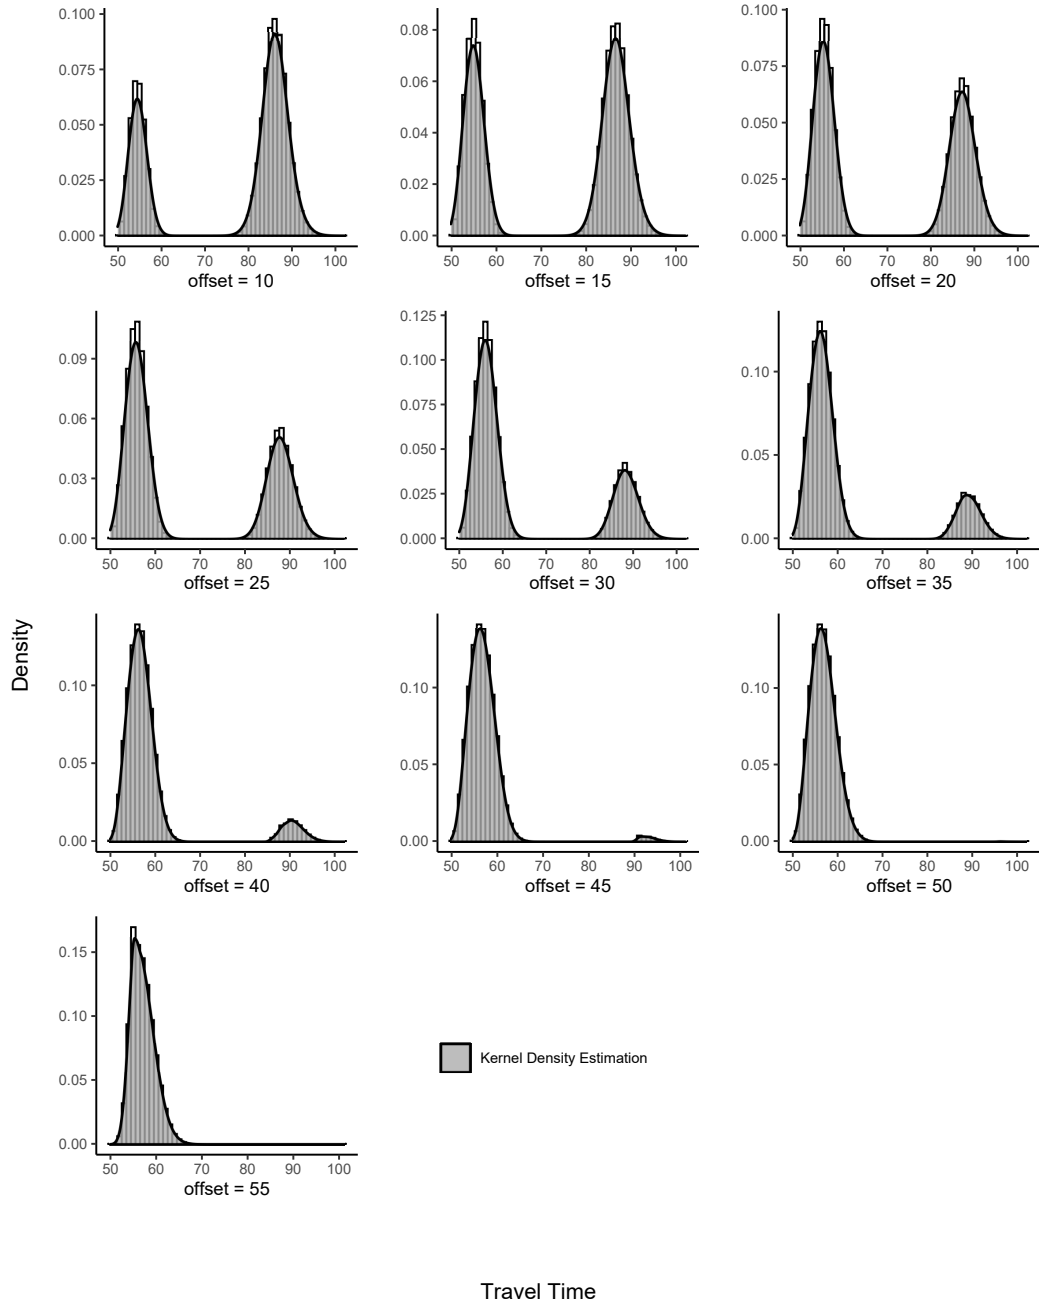 0.100
0.075
0.050
0.025
0.000
50 60 70 80 90 100
offset = 10
0.08
0.06
0.04
0.02
0.00
50 60 70 80 90 100
offset = 15
0.100
0.075
0.050
0.025
0.000
50 60 70 80 90 100
offset = 20
0.09
0.06
0.03
0.00
50 60 70 80 90 100
offset = 25
0.125
0.100
0.075
0.050
0.025
0.000
50 60 70 80 90 100
offset = 30
0.10
0.05
0.00
50 60 70 80 90 100
offset = 35
Density
0.10
0.05
0.00
50 60 70 80 90 100
offset = 40
0.10
0.05
0.00
50 60 70 80 90 100
offset = 45
0.10
0.05
0.00
50 60 70 80 90 100
offset = 50
0.15
0.10
0.05
0.00
50 60 70 80 90 100
offset = 55
Kernel Density Estimation
Travel Time